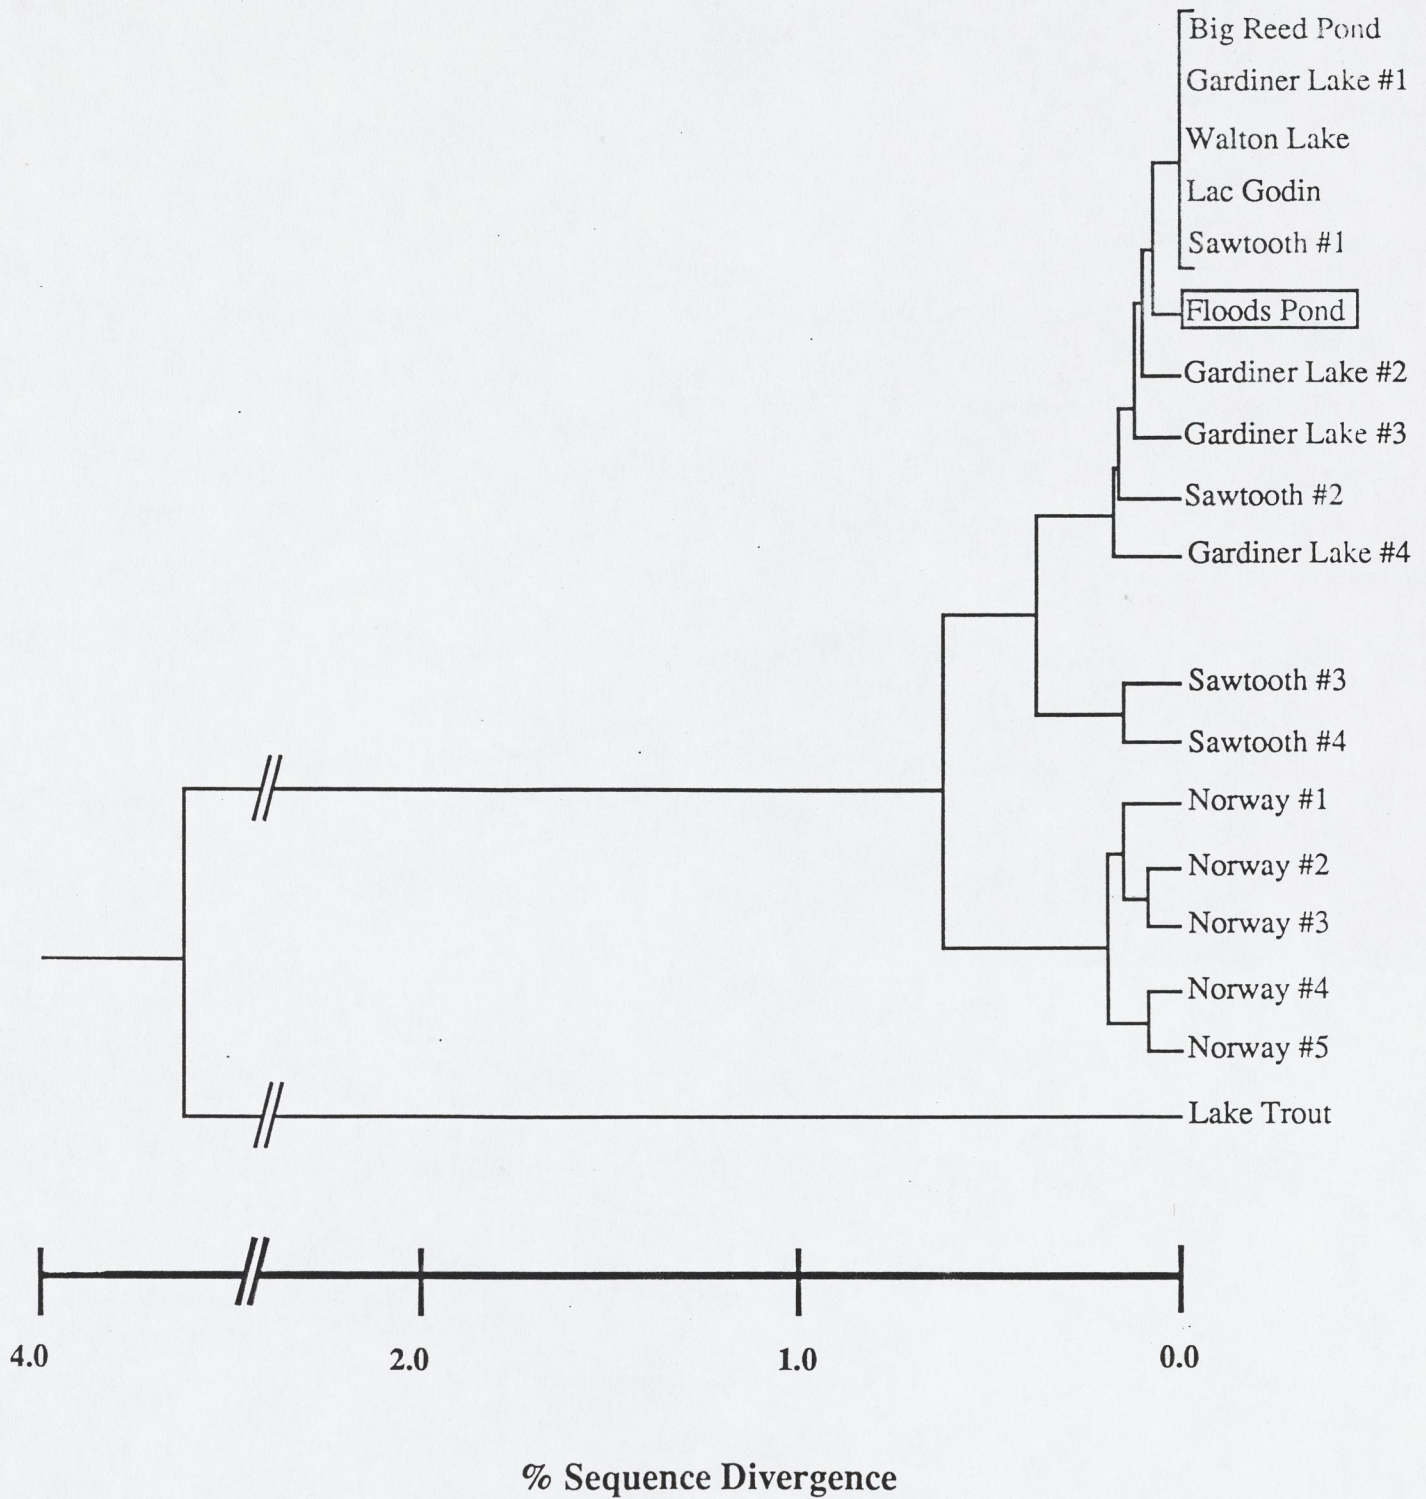 Big Reed Pond
Gardiner Lake #1
Walton Lake
Lac Godin
Sawtooth #1
Floods Pond
Gardiner Lake #2
Gardiner Lake #3
Sawtooth #2
Gardiner Lake #4
Sawtooth #3
Sawtooth #4
Norway #1
Norway #2
Norway #3
Norway #4
Norway #5
Lake Trout
4.0 2.0 1.0 0.0
% Sequence Divergence